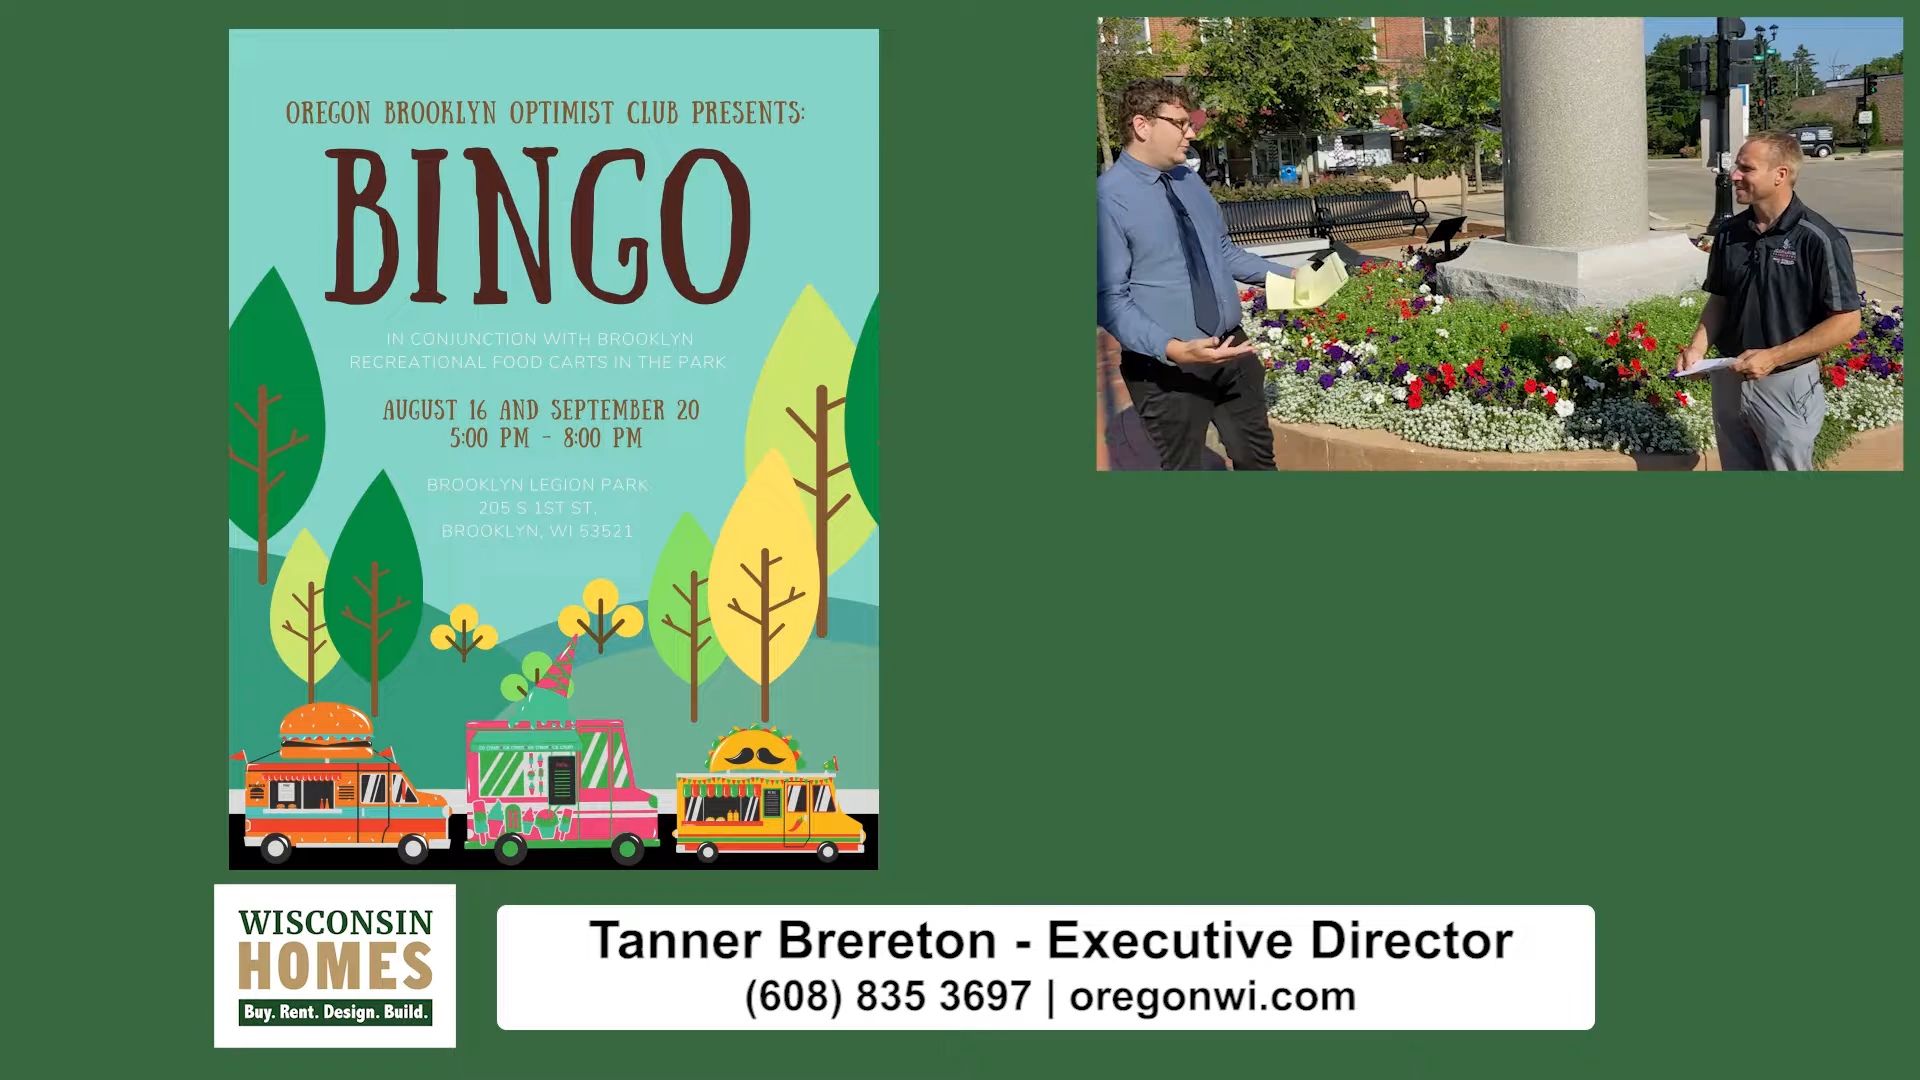 OREGON BROOKLYN OPTIMIST CLUB PRESENTS:
BINGO
IN CONJUNCTION WITH BROOKLYN
RECREATIONAL FOOD CARTS IN THE PARK
AUGUST 16 AND SEPTEMBER 20
5:00 PM - 8:00 PM
BROOKLYN LEGION PARK
205 S 1ST ST,
BROOKLYN, WI 53521
WISCONSIN
HOMES
Buy. Rent. Design. Build.
Tanner Brereton - Executive Director
(608) 835 3697 | oregonwi.com